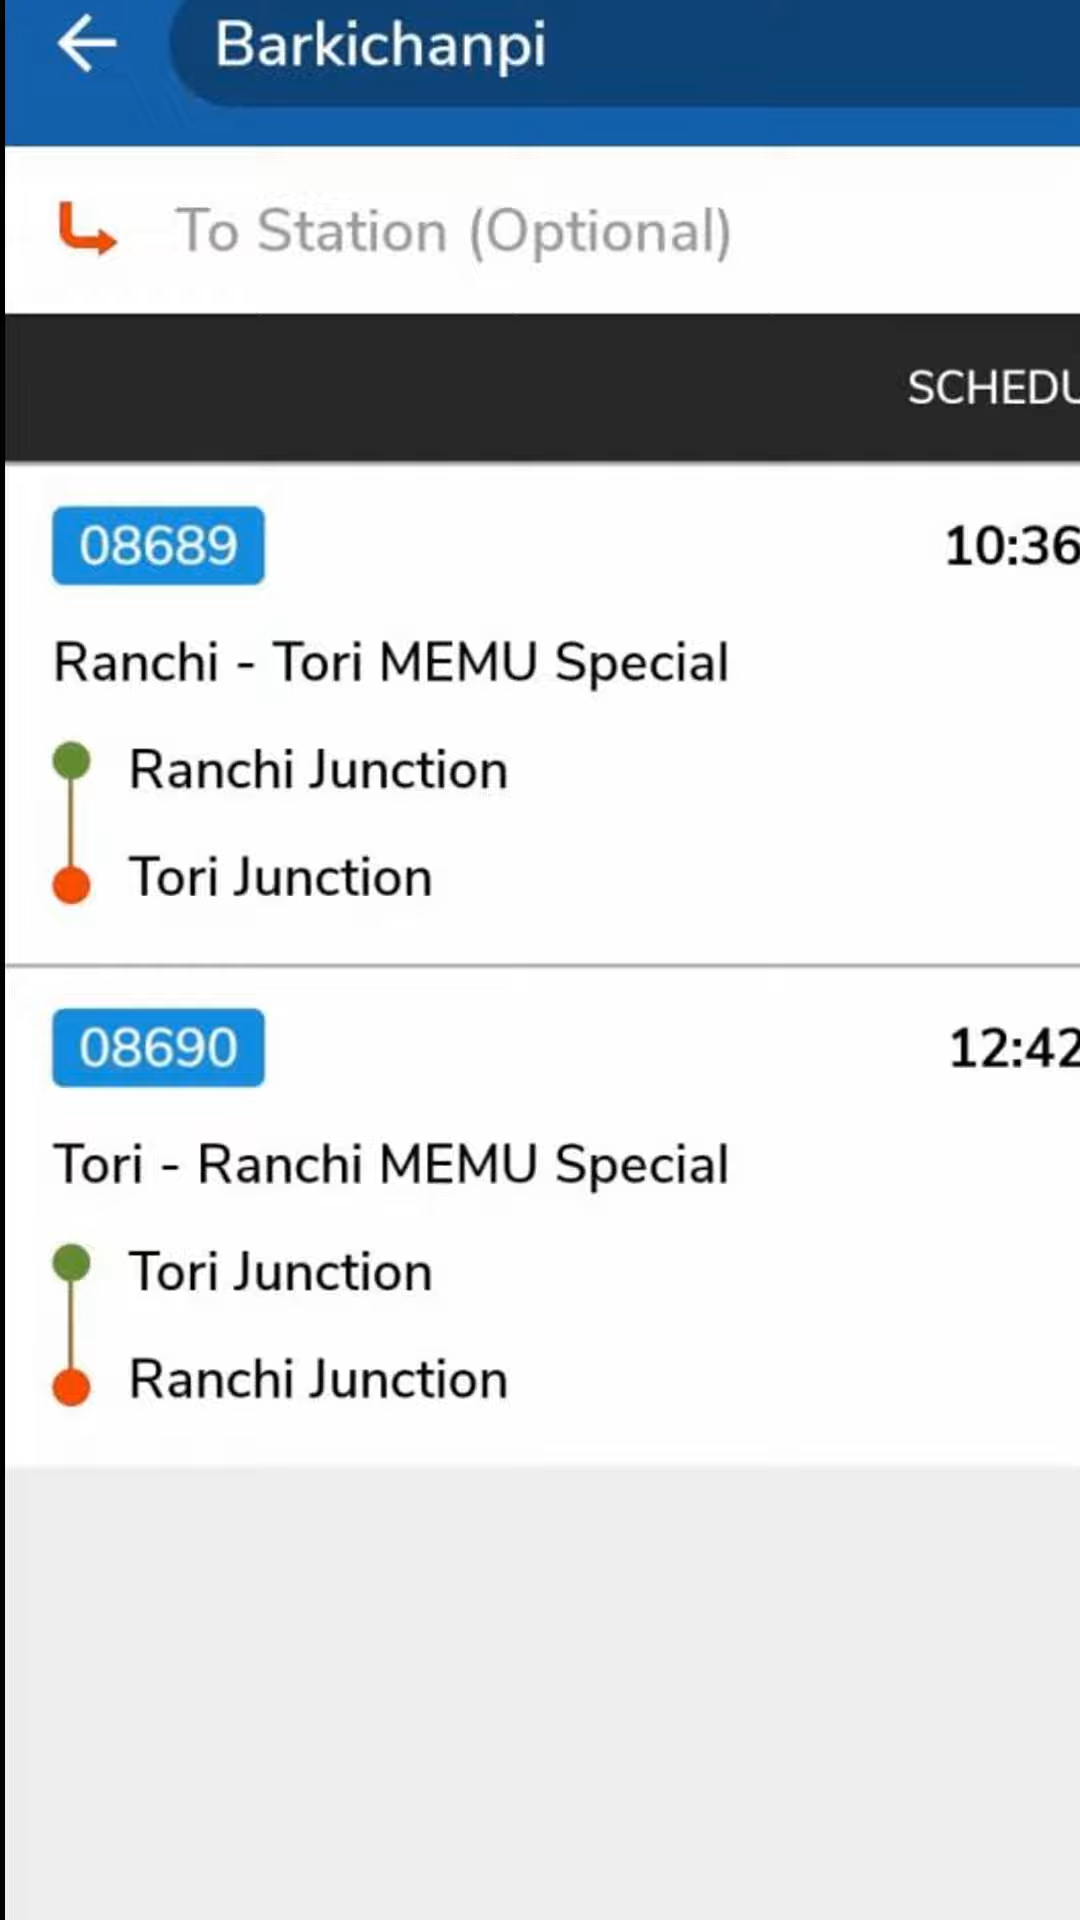 Barkichanpi
To Station (Optional)
SCHEDU
08689 10:36
Ranchi - Tori MEMU Special
Ranchi Junction
Tori Junction
08690 12:42
Tori - Ranchi MEMU Special
Tori Junction
Ranchi Junction